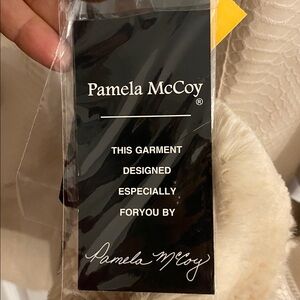 Pamela McCoy
®
THIS GARMENT
DESIGNED
ESPECIALLY
FORYOU BY
Pamela McCoy